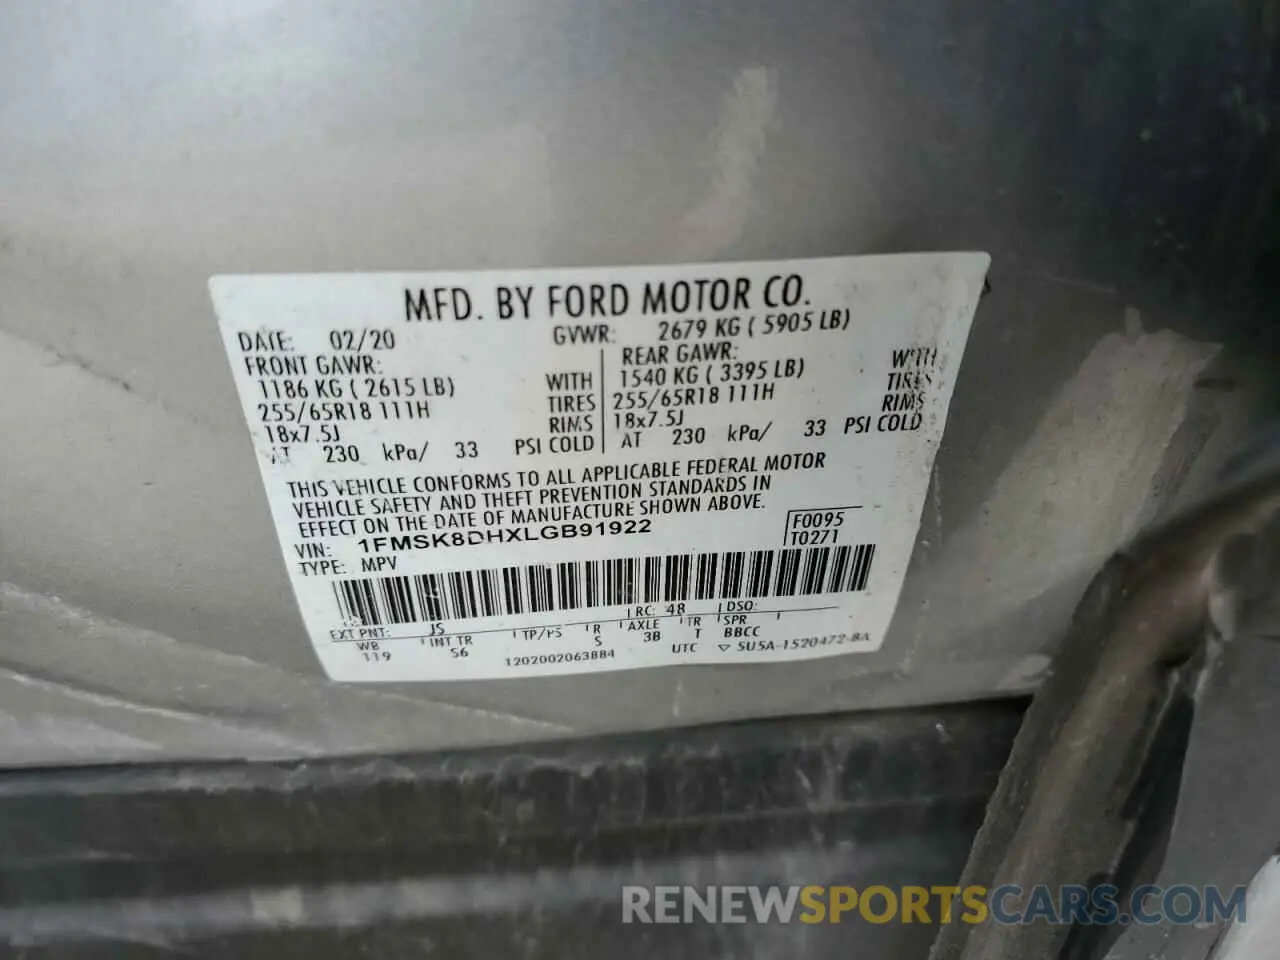 MFD. BY FORD MOTOR CO.
DATE: 02/20 GVWR: 2679 KG ( 5905 LB)
FRONT GAWR: REAR GAWR:
1186 KG ( 2615 LB) WITH 1540 KG ( 3395 LB) WITH
255/65R18 111H TIRES 255/65R18 111H TIRES
18x7.5J RIMS 18x7.5J RIMS
AT 230 kPa/ 33 PSI COLD AT 230 kPa/ 33 PSI COLD
THIS VEHICLE CONFORMS TO ALL APPLICABLE FEDERAL MOTOR
VEHICLE SAFETY AND THEFT PREVENTION STANDARDS IN
EFFECT ON THE DATE OF MANUFACTURE SHOWN ABOVE.
VIN: 1FMSK8DHXLGB91922 F0095
TYPE: MPV T0271
EXT PNT: JS RC: 48 DSO:
WB INT TR TP/PS R AXLE TR SPR
119 S6 S 3B T BBCC
1202002063884 UTC ▽ 5U5A-1520472-BA
RENEWSPORTSCARS.COM